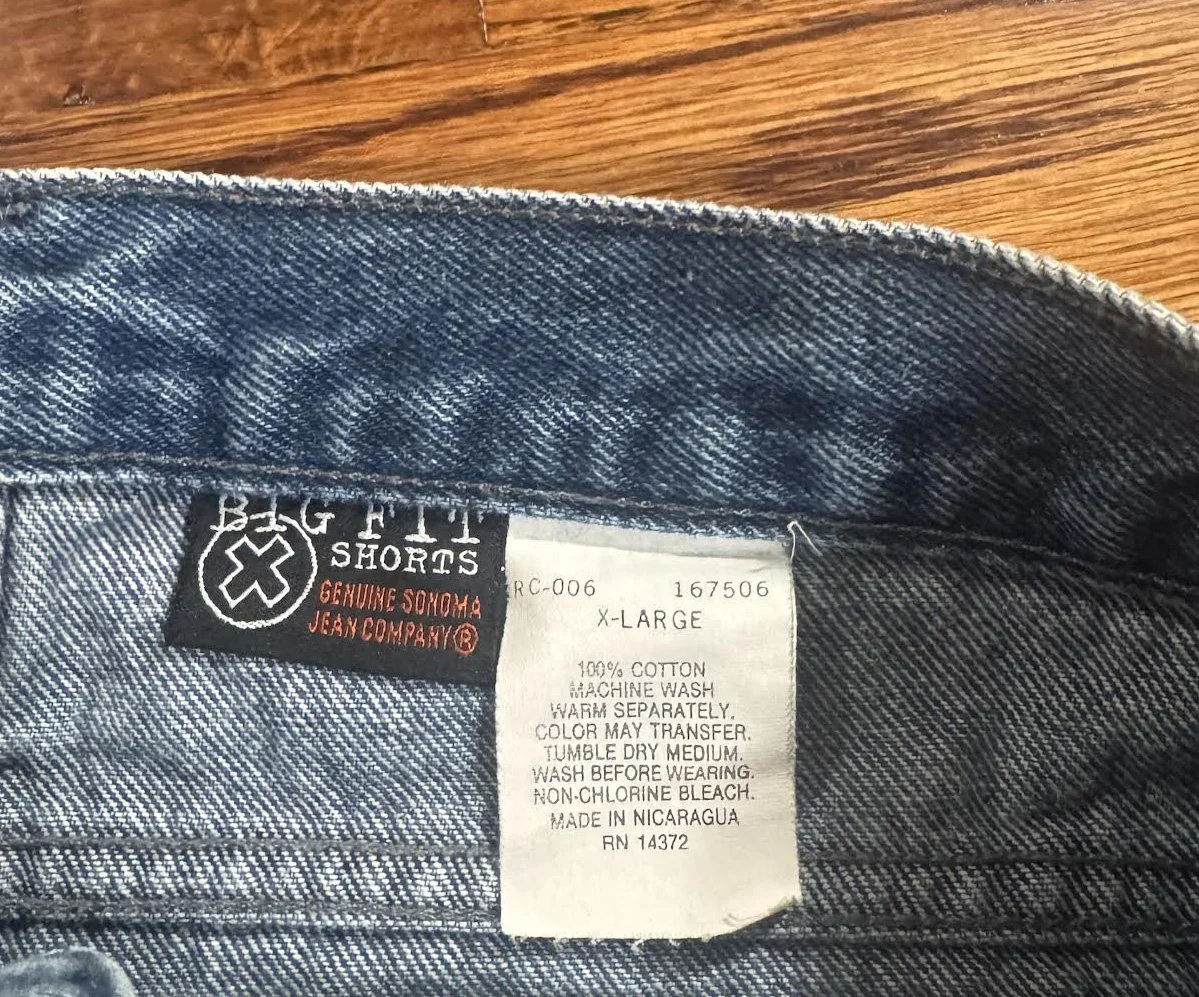 BIG FIT
SHORTS
GENUINE SONOMA
JEAN COMPANY®
RC-006 167506
X-LARGE
100% COTTON
MACHINE WASH
WARM SEPARATELY.
COLOR MAY TRANSFER.
TUMBLE DRY MEDIUM.
WASH BEFORE WEARING.
NON-CHLORINE BLEACH.
MADE IN NICARAGUA
RN 14372